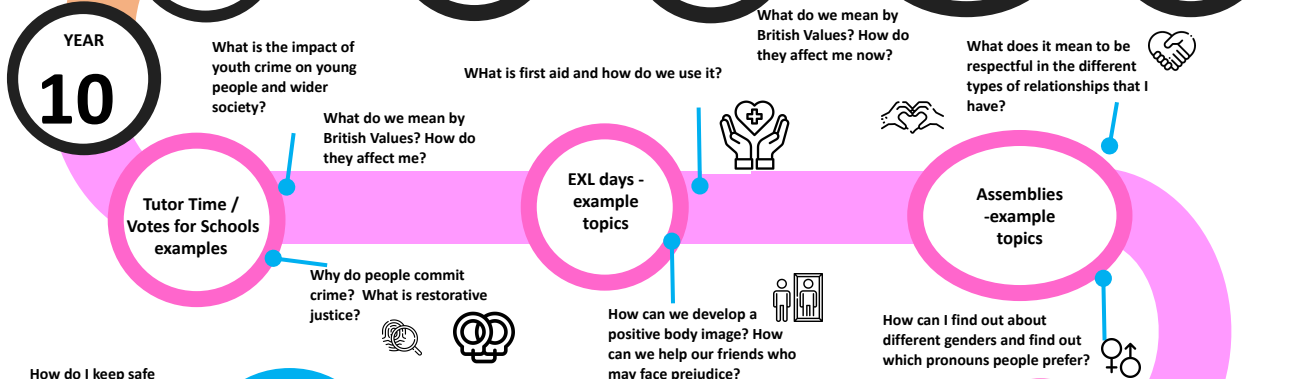 YEAR
10
What is the impact of
youth crime on young
people and wider
society?
What do we mean by
British Values? How do
they affect me?
WHat is first aid and how do we use it?
What do we mean by
British Values? How do
they affect me now?
What does it mean to be
respectful in the different
types of relationships that I
have?
Tutor Time /
Votes for Schools
examples
EXL days -
example
topics
Assemblies
-example
topics
Why do people commit
crime?  What is restorative
justice?
How can we develop a
positive body image? How
can we help our friends who
may face prejudice?
How can I find out about
different genders and find out
which pronouns people prefer?
How do I keep safe